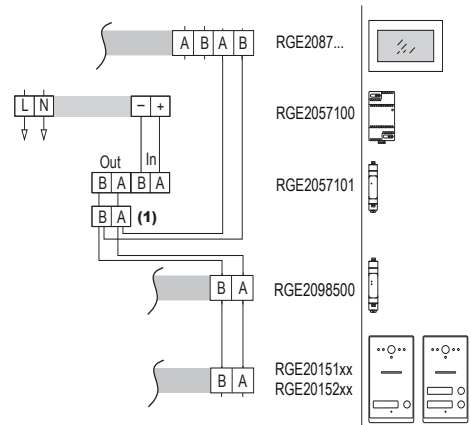 A B A B RGE2087...
L N − + RGE2057100
Out In
B A B A RGE2057101
B A (1)
B A RGE2098500
B A RGE20151xx
RGE20152xx